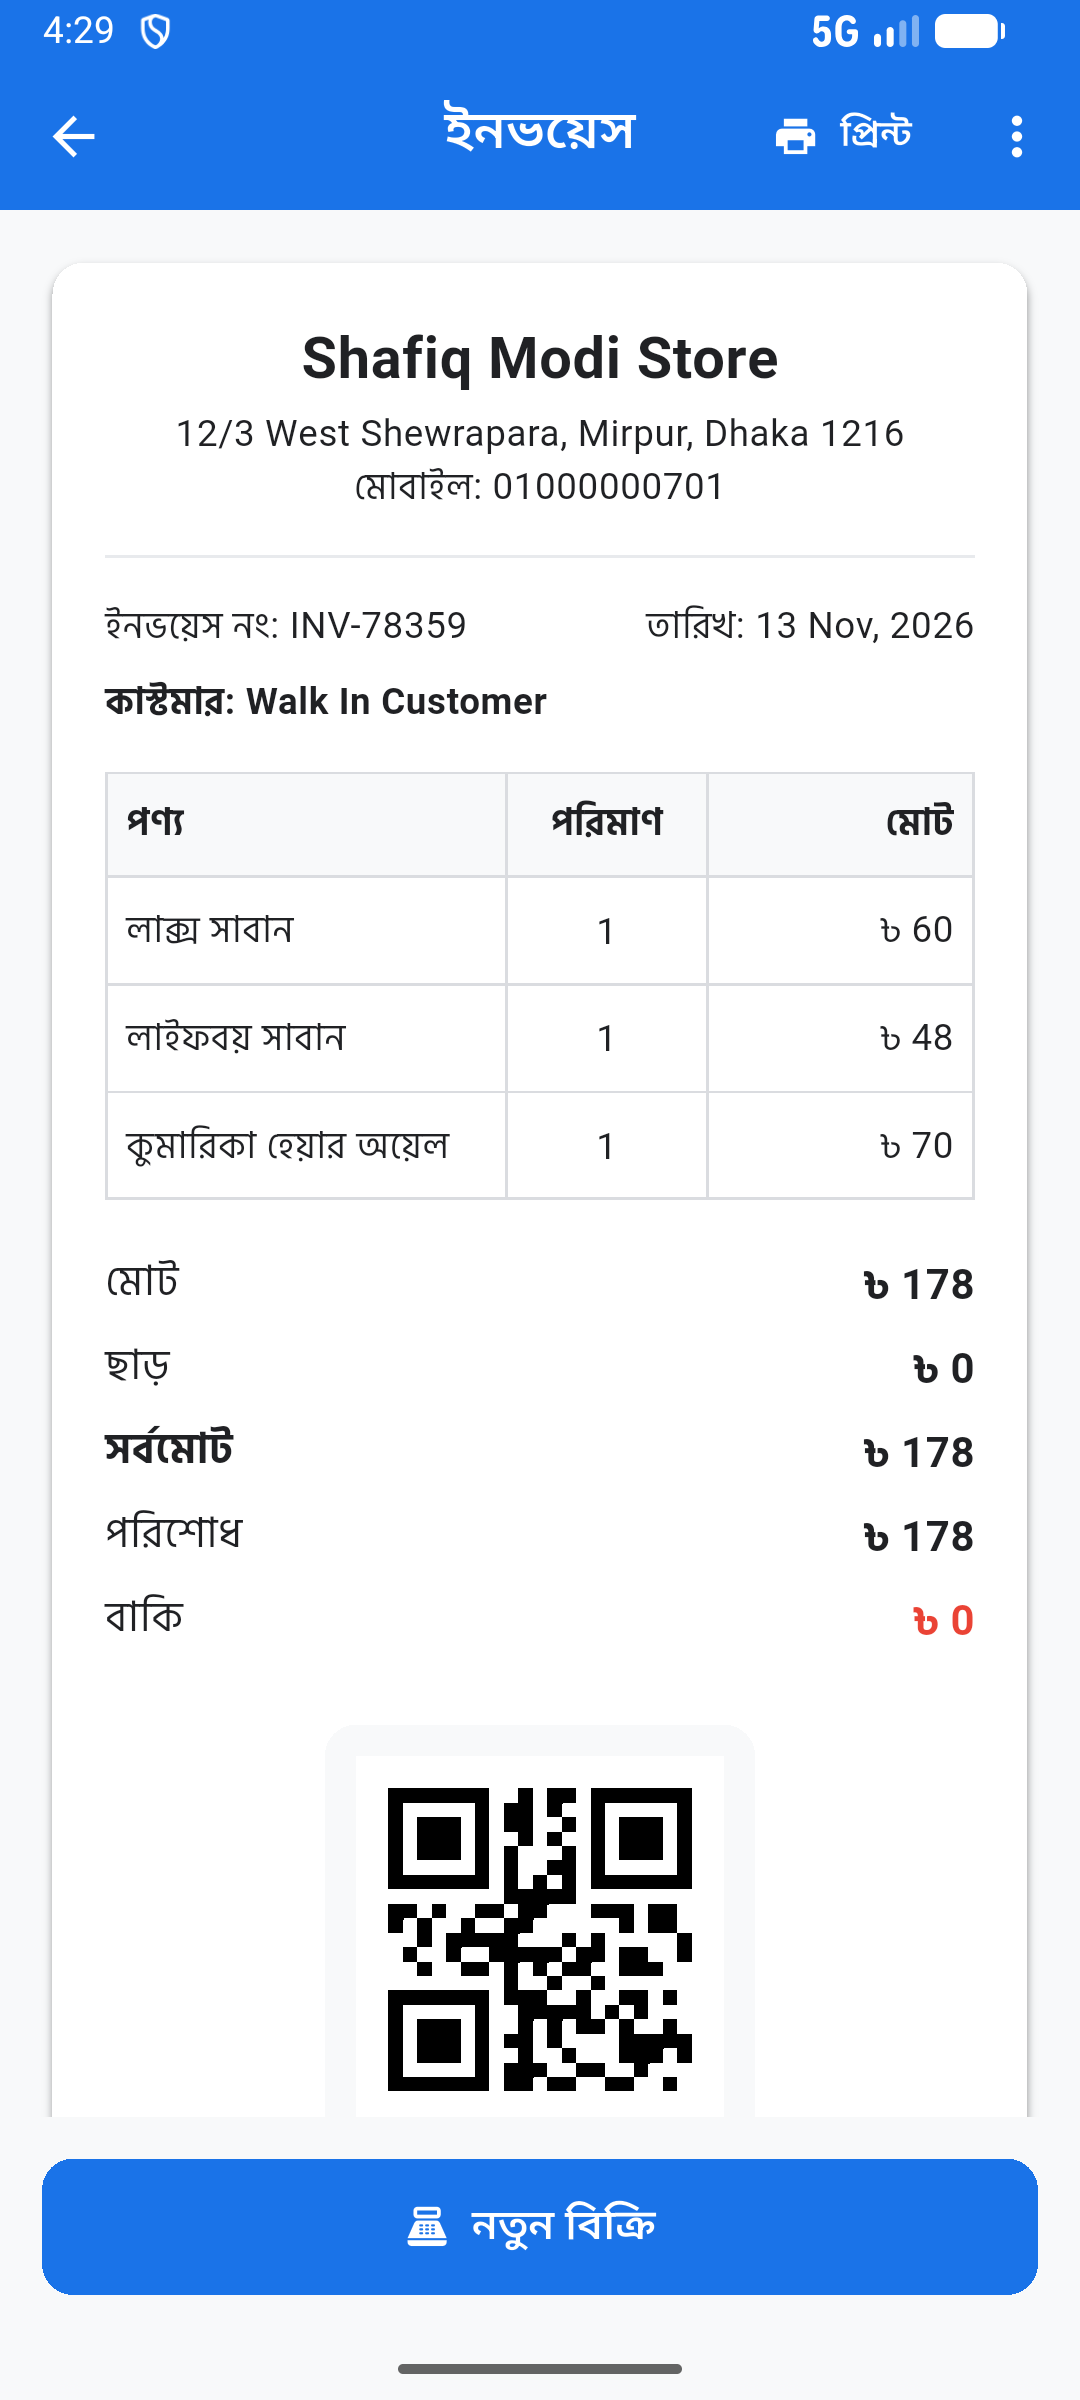 4:29
5G
ইনভয়েস
প্রিন্ট
Shafiq Modi Store
12/3 West Shewrapara, Mirpur, Dhaka 1216
মোবাইল: 01000000701
ইনভয়েস নং: INV-78359 তারিখ: 13 Nov, 2026
কাস্টমার: Walk In Customer
পণ্য পরিমাণ মোট
লাক্স সাবান 1 ৳ 60
লাইফবয় সাবান 1 ৳ 48
কুমারিকা হেয়ার অয়েল 1 ৳ 70
মোট ৳ 178
ছাড় ৳ 0
সর্বমোট ৳ 178
পরিশোধ ৳ 178
বাকি ৳ 0
নতুন বিক্রি